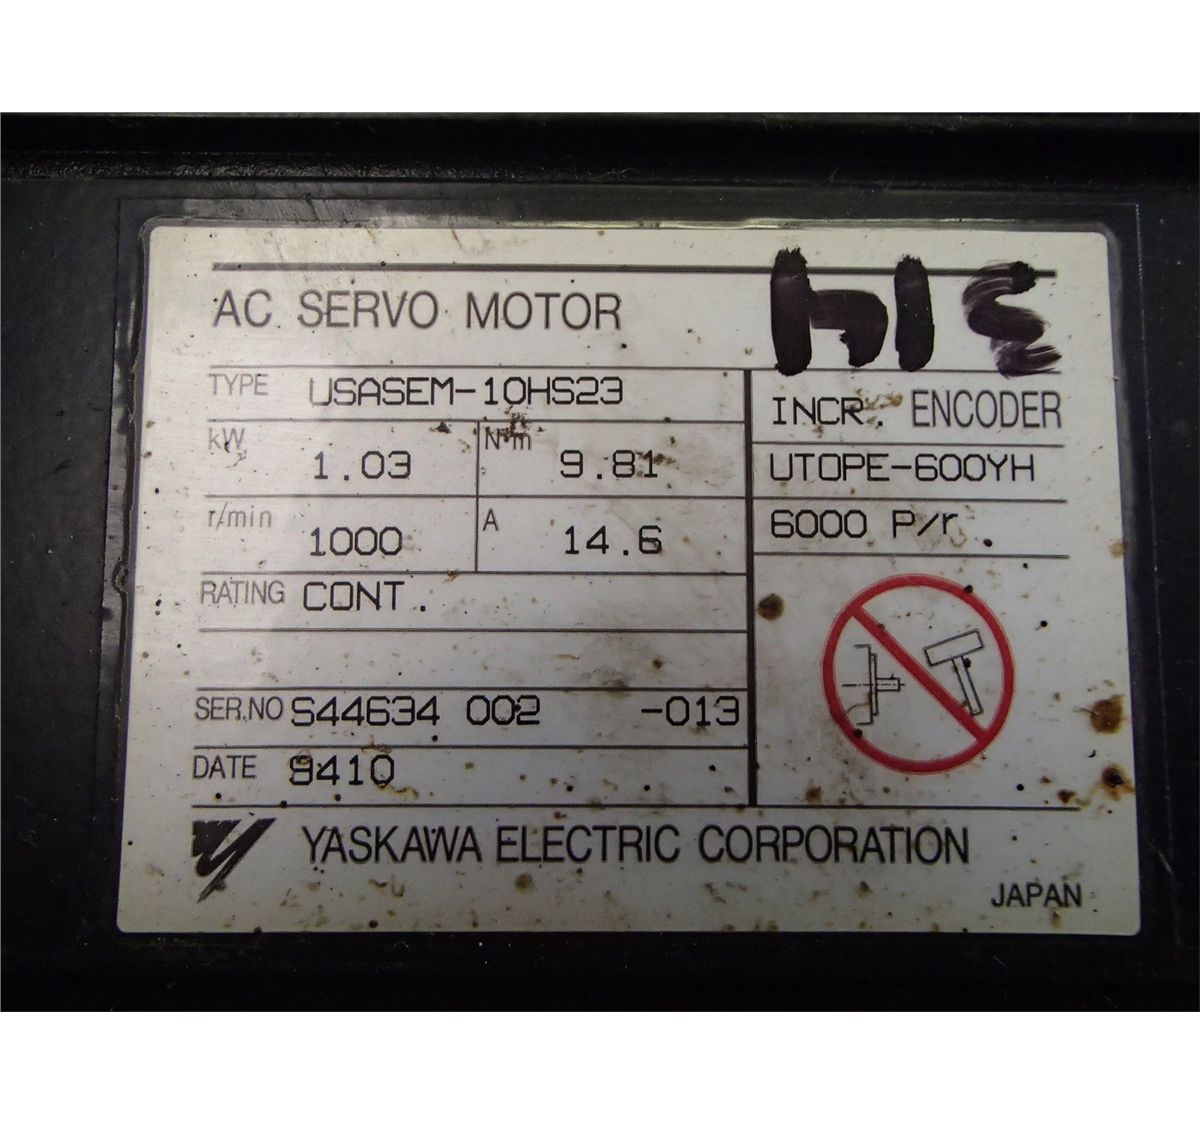 AC SERVO MOTOR
TYPE USASEM-10HS23
kW 1.03 N·m 9.81
r/min 1000 A 14.6
RATING CONT.
SER.NO S44634 002 -013
DATE 9410
INCR. ENCODER
UTOPE-600YH
6000 P/r
YASKAWA ELECTRIC CORPORATION
JAPAN